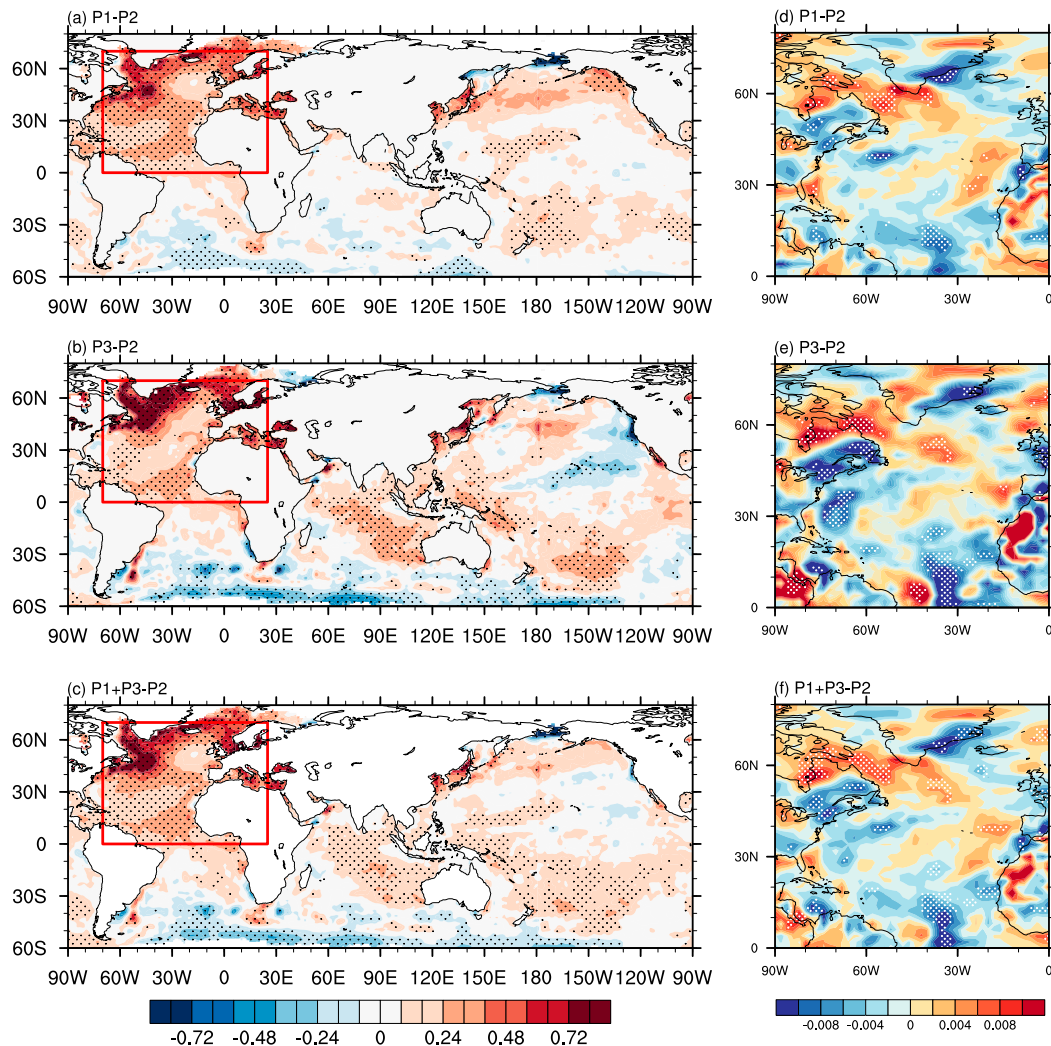 (a) P1-P2
60N
30N
0
30S
60S
90W 60W 30W 0 30E 60E 90E 120E 150E 180 150W 120W 90W
(d) P1-P2
60N
30N
0
90W 60W 30W 0
(b) P3-P2
60N
30N
0
30S
60S
90W 60W 30W 0 30E 60E 90E 120E 150E 180 150W 120W 90W
(e) P3-P2
60N
30N
0
90W 60W 30W 0
(c) P1+P3-P2
60N
30N
0
30S
60S
90W 60W 30W 0 30E 60E 90E 120E 150E 180 150W 120W 90W
(f) P1+P3-P2
60N
30N
0
90W 60W 30W 0
-0.72 -0.48 -0.24 0 0.24 0.48 0.72
-0.008 -0.004 0 0.004 0.008